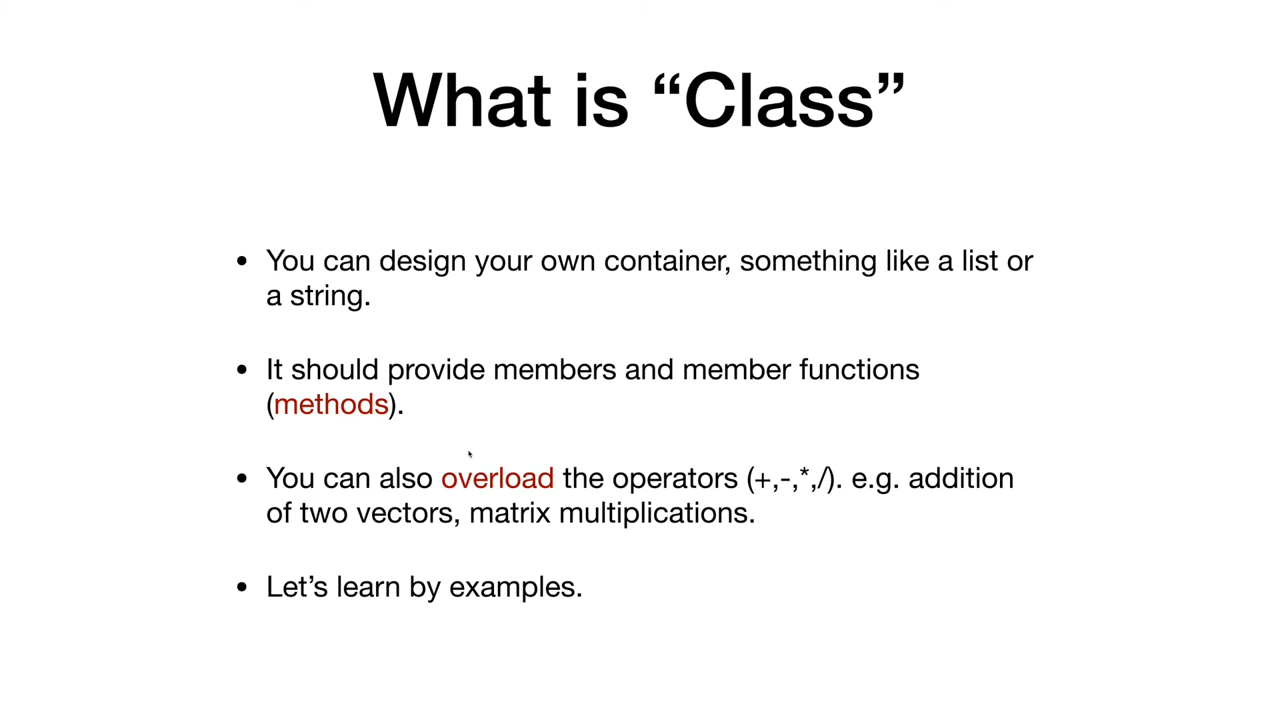 What is “Class”
• You can design your own container, something like a list or
a string.
• It should provide members and member functions
(methods).
• You can also overload the operators (+,-,*,/). e.g. addition
of two vectors, matrix multiplications.
• Let’s learn by examples.